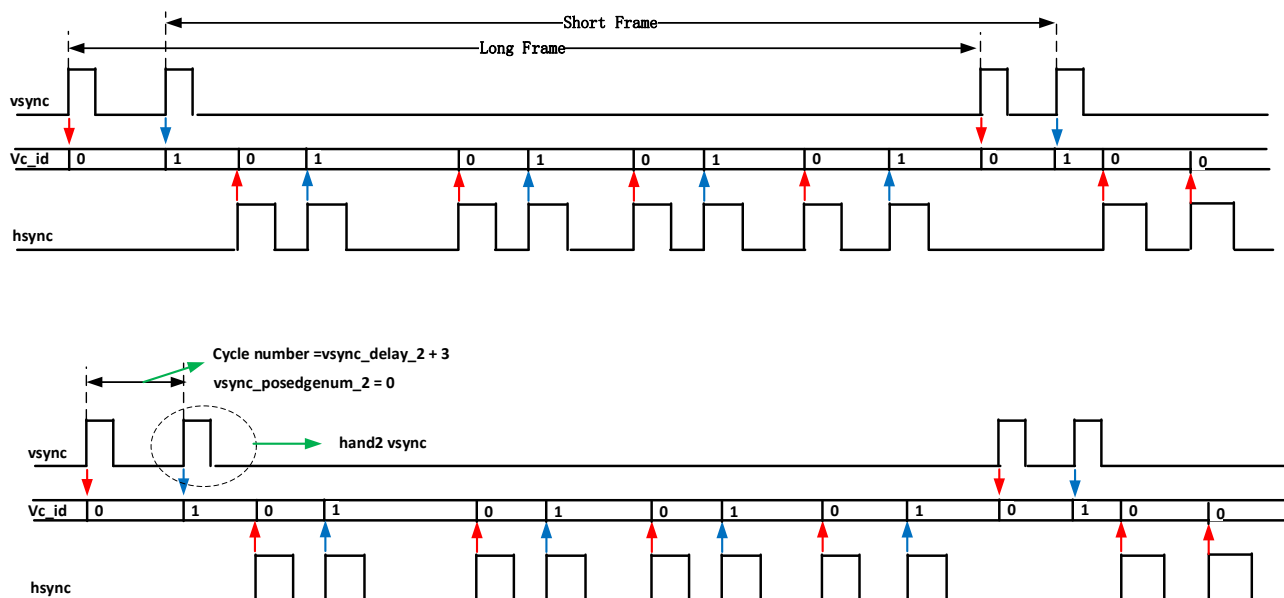 Short Frame
Long Frame
vsync
Vc_id 0 1 0 1 0 1 0 1 0 1 0 1 0 0
hsync
Cycle number =vsync_delay_2 + 3
vsync_posedgenum_2 = 0
vsync
hand2 vsync
Vc_id 0 1 0 1 0 1 0 1 0 1 0 1 0 0
hsync